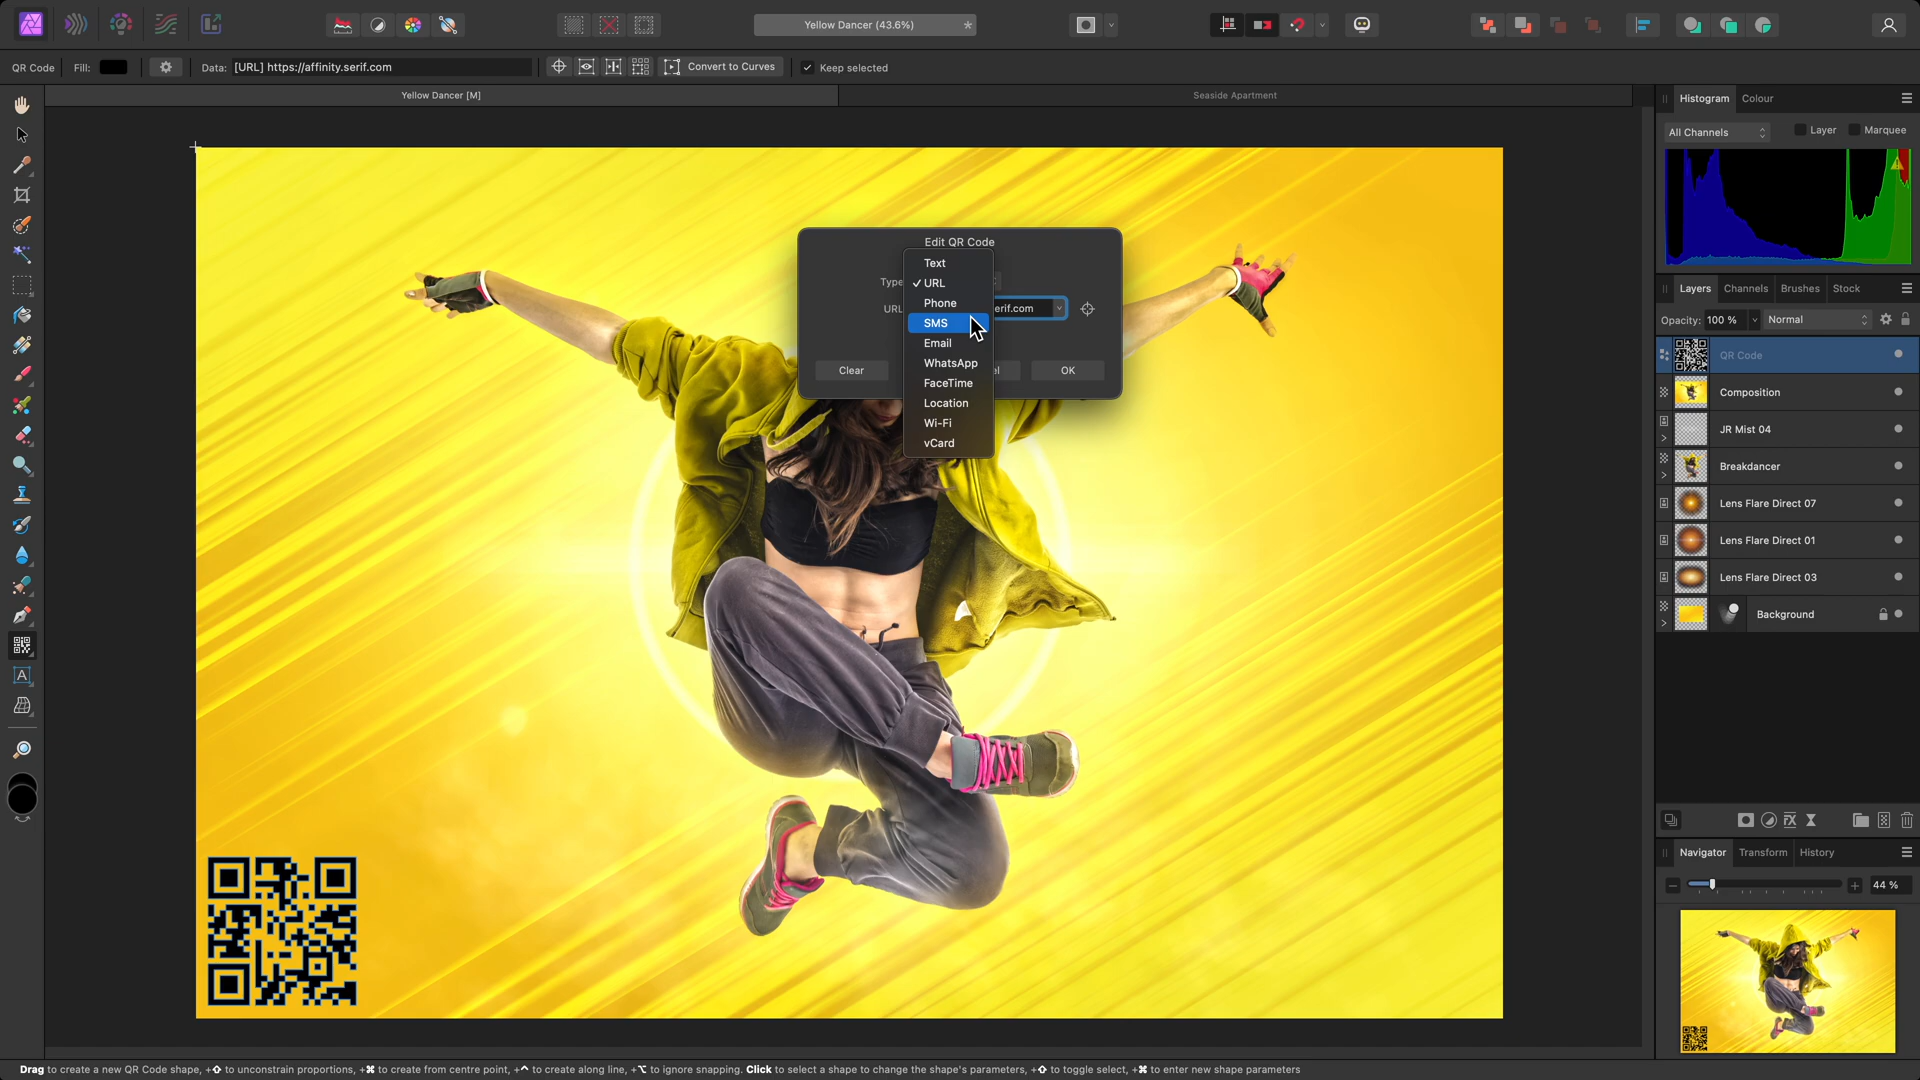 Yellow Dancer (43.6%)
QR Code
Fill:
Data: [URL] https://affinity.serif.com
Convert to Curves
Keep selected
Yellow Dancer [M]
Seaside Apartment
Histogram
Colour
All Channels
Layer
Marquee
Edit QR Code
Type
URL
erif.com
Clear
el
OK
Text
✓ URL
Phone
SMS
Email
WhatsApp
FaceTime
Location
Wi-Fi
vCard
Layers
Channels
Brushes
Stock
Opacity: 100 %
Normal
QR Code
Composition
JR Mist 04
Breakdancer
Lens Flare Direct 07
Lens Flare Direct 01
Lens Flare Direct 03
Background
Navigator
Transform
History
44 %
Drag to create a new QR Code shape, +⇧ to unconstrain proportions, +⌘ to create from centre point, +⌃ to create along line, +⌥ to ignore snapping. Click to select a shape to change the shape's parameters, +⇧ to toggle select, +⌘ to enter new shape parameters